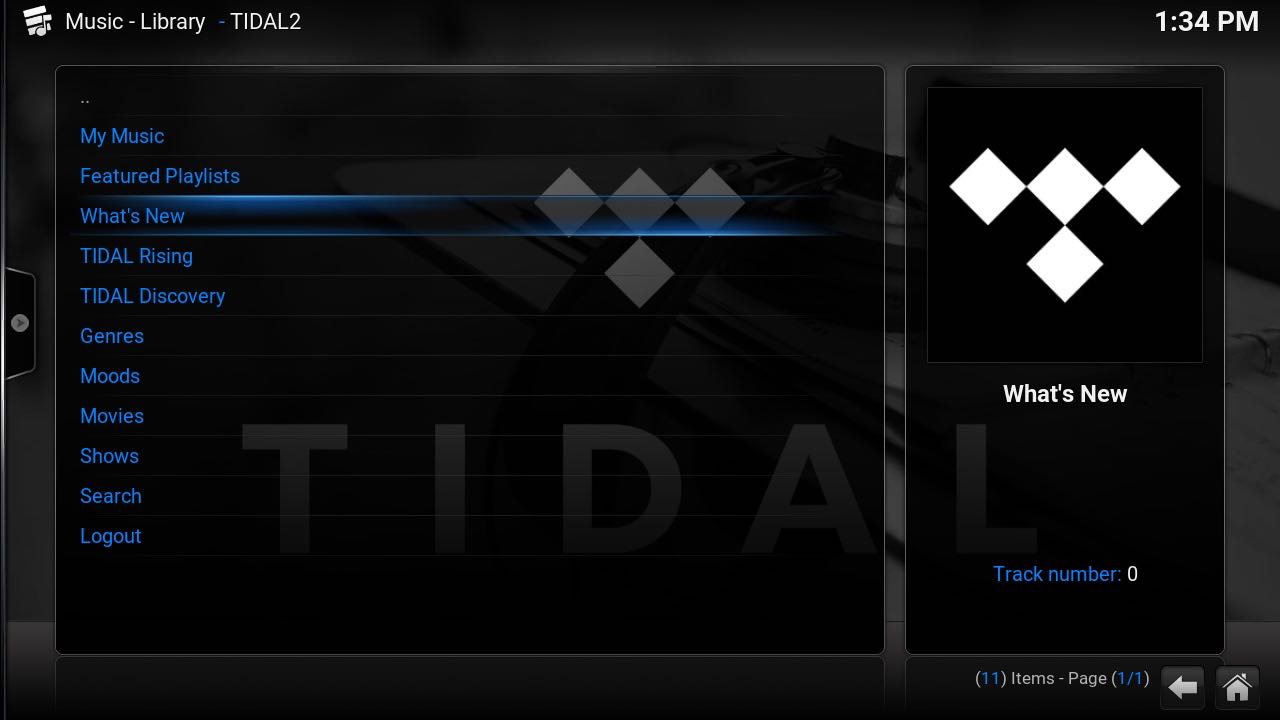 Music - Library - TIDAL2
1:34 PM
..
My Music
Featured Playlists
What's New
TIDAL Rising
TIDAL Discovery
Genres
Moods
Movies
Shows
Search
Logout
TIDAL
What's New
Track number: 0
(11) Items - Page (1/1)